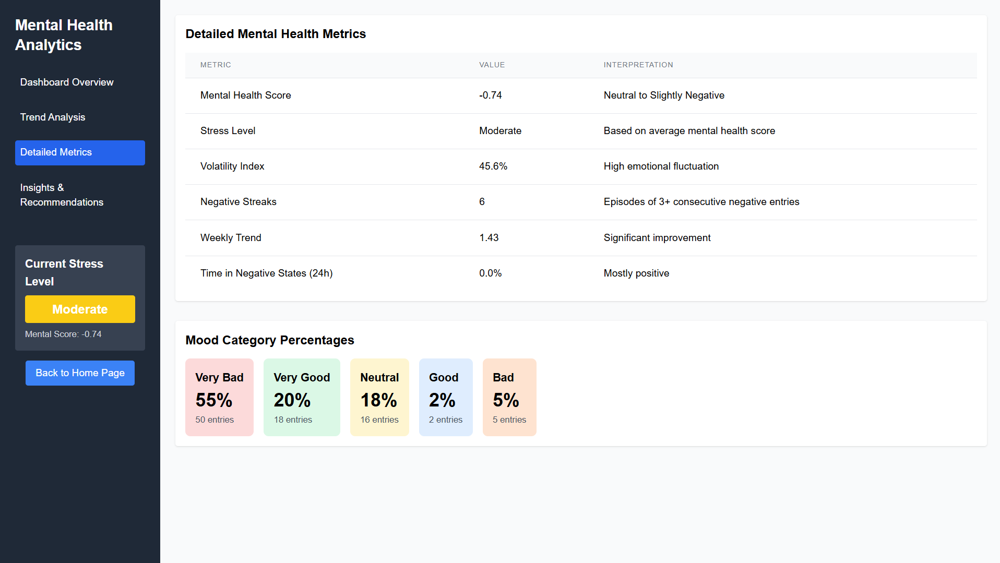 Mental Health
Analytics
Dashboard Overview
Trend Analysis
Detailed Metrics
Insights &
Recommendations
Current Stress
Level
Moderate
Mental Score: -0.74
Back to Home Page
Detailed Mental Health Metrics
METRIC VALUE INTERPRETATION
Mental Health Score -0.74 Neutral to Slightly Negative
Stress Level Moderate Based on average mental health score
Volatility Index 45.6% High emotional fluctuation
Negative Streaks 6 Episodes of 3+ consecutive negative entries
Weekly Trend 1.43 Significant improvement
Time in Negative States (24h) 0.0% Mostly positive
Mood Category Percentages
Very Bad
55%
50 entries
Very Good
20%
18 entries
Neutral
18%
16 entries
Good
2%
2 entries
Bad
5%
5 entries